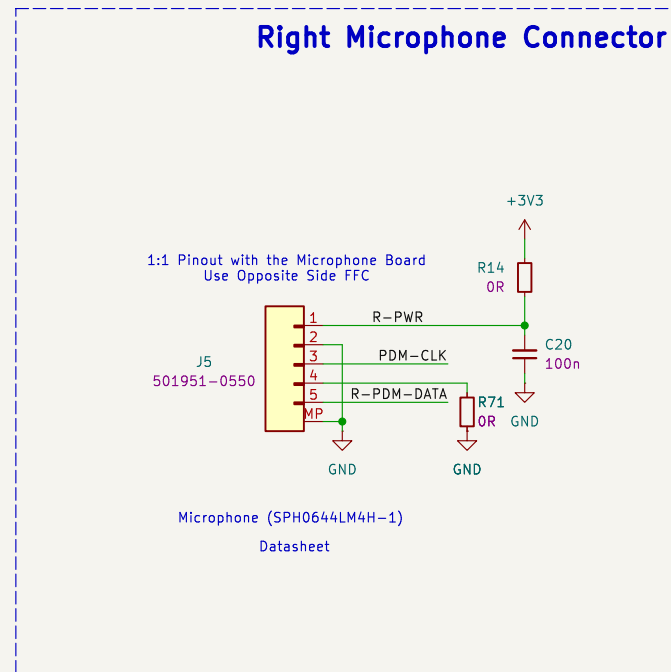 Right Microphone Connector
+3V3
1:1 Pinout with the Microphone Board
Use Opposite Side FFC
R14
0R
1
R-PWR
2
C20
J5
3
PDM-CLK
100n
501951-0550
4
5
R-PDM-DATA
R71
MP
0R
GND
GND
GND
Microphone (SPH0644LM4H-1)
Datasheet